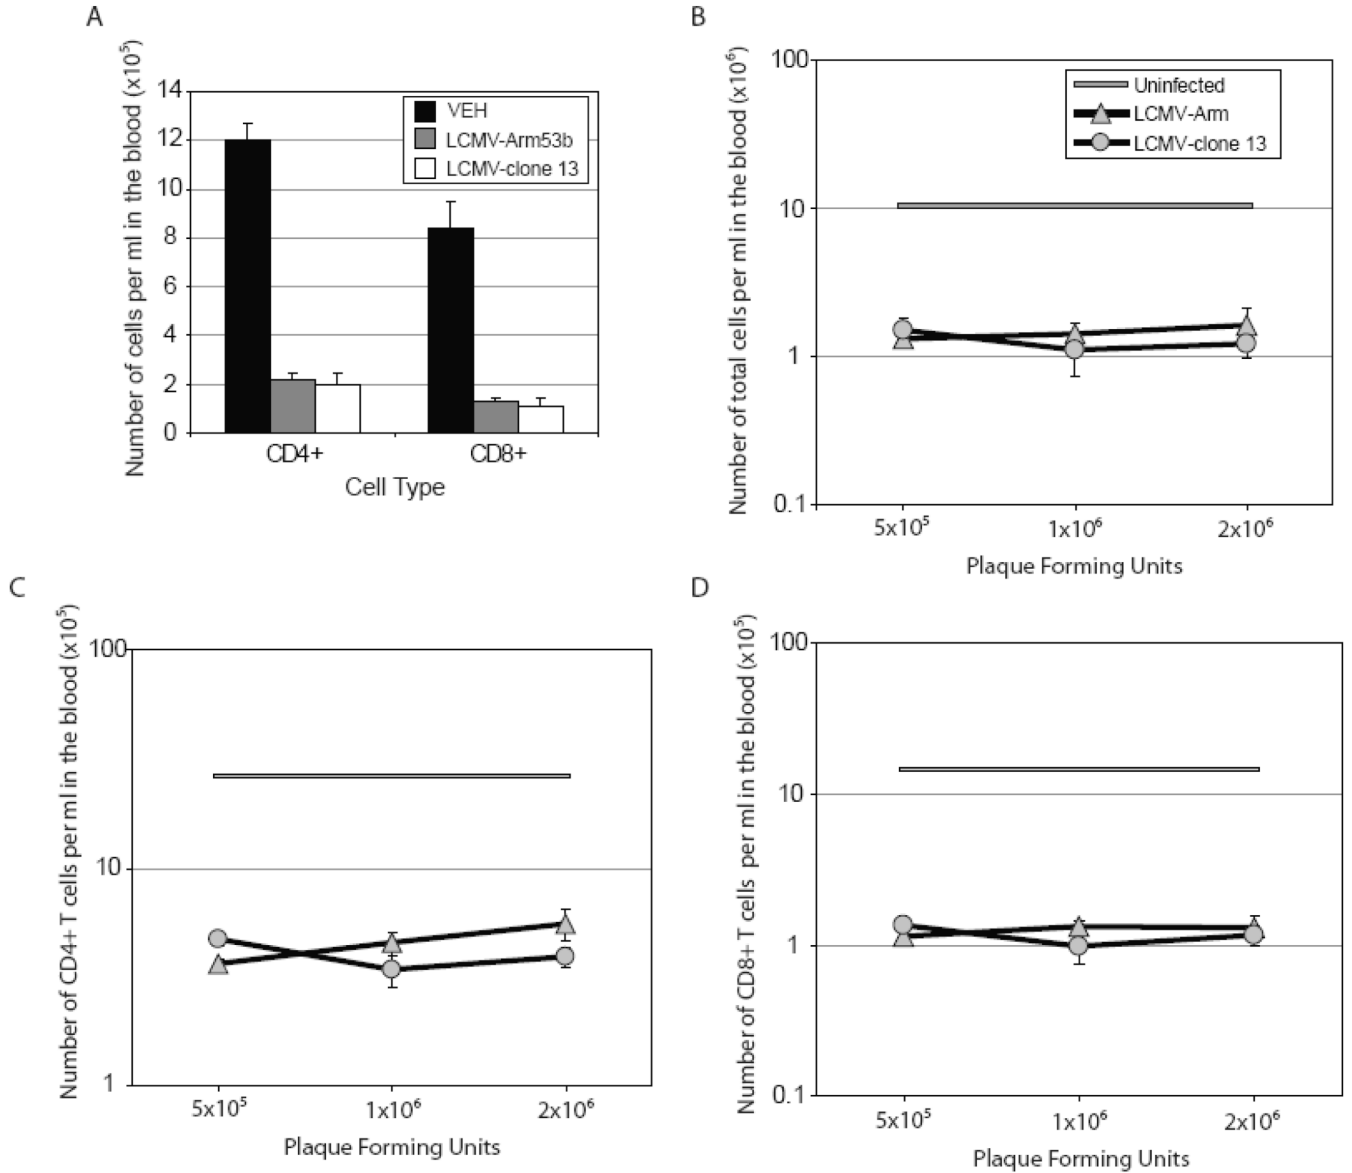 A
Number of cells per ml in the blood (x10⁵)
14
12
10
8
6
4
2
0
VEH
LCMV-Arm53b
LCMV-clone 13
CD4+ CD8+
Cell Type
B
Number of total cells per ml in the blood (x10⁶)
100
10
1
0.1
Uninfected
LCMV-Arm
LCMV-clone 13
5x10⁵ 1x10⁶ 2x10⁶
Plaque Forming Units
C
Number of CD4+ T cells per ml in the blood (x10⁵)
100
10
1
5x10⁵ 1x10⁶ 2x10⁶
Plaque Forming Units
D
Number of CD8+ T cells per ml in the blood (x10⁵)
100
10
1
0.1
5x10⁵ 1x10⁶ 2x10⁶
Plaque Forming Units